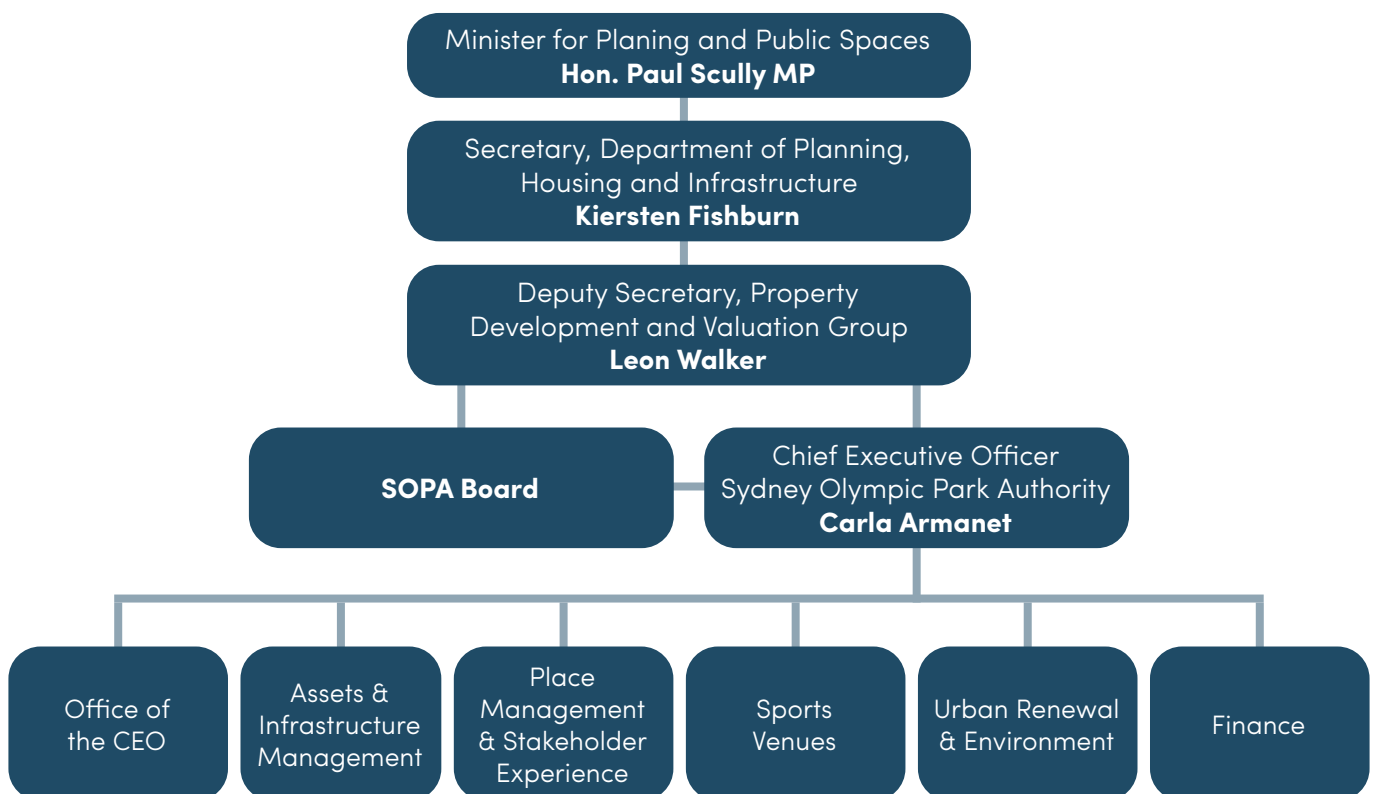 Minister for Planing and Public Spaces
Hon. Paul Scully MP
Secretary, Department of Planning,
Housing and Infrastructure
Kiersten Fishburn
Deputy Secretary, Property
Development and Valuation Group
Leon Walker
SOPA Board
Chief Executive Officer
Sydney Olympic Park Authority
Carla Armanet
Office of
the CEO
Assets &
Infrastructure
Management
Place
Management
& Stakeholder
Experience
Sports
Venues
Urban Renewal
& Environment
Finance